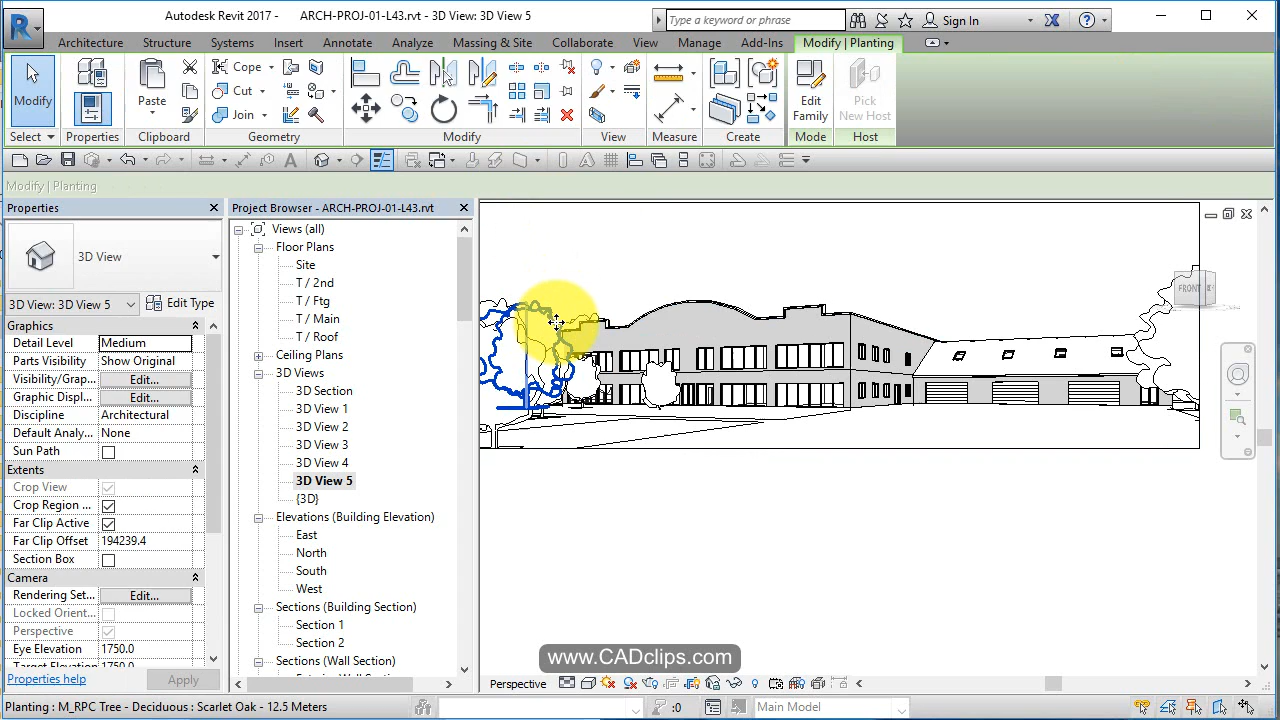 Autodesk Revit 2017 - ARCH-PROJ-01-L43.rvt - 3D View: 3D View 5
Type a keyword or phrase
Sign In
Architecture Structure Systems Insert Annotate Analyze Massing & Site Collaborate View Manage Add-Ins Modify | Planting
Modify
Paste
Cope
Cut
Join
Edit Family
Pick New Host
Select Properties Clipboard Geometry Modify View Measure Create Mode Host
Modify | Planting
Properties
3D View
3D View: 3D View 5 Edit Type
Graphics
Detail Level Medium
Parts Visibility Show Original
Visibility/Grap... Edit...
Graphic Displ... Edit...
Discipline Architectural
Default Analy... None
Sun Path
Extents
Crop View
Crop Region ...
Far Clip Active
Far Clip Offset 194239.4
Section Box
Camera
Rendering Set... Edit...
Locked Orient...
Perspective
Eye Elevation 1750.0
Target Elevation 1750.0
Properties help Apply
Project Browser - ARCH-PROJ-01-L43.rvt
Views (all)
Floor Plans
Site
T / 2nd
T / Ftg
T / Main
T / Roof
Ceiling Plans
3D Views
3D Section
3D View 1
3D View 2
3D View 3
3D View 4
3D View 5
{3D}
Elevations (Building Elevation)
East
North
South
West
Sections (Building Section)
Section 1
Section 2
Sections (Wall Section)
FRONT
www.CADclips.com
Perspective
Planting : M_RPC Tree - Deciduous : Scarlet Oak - 12.5 Meters
:0
Main Model